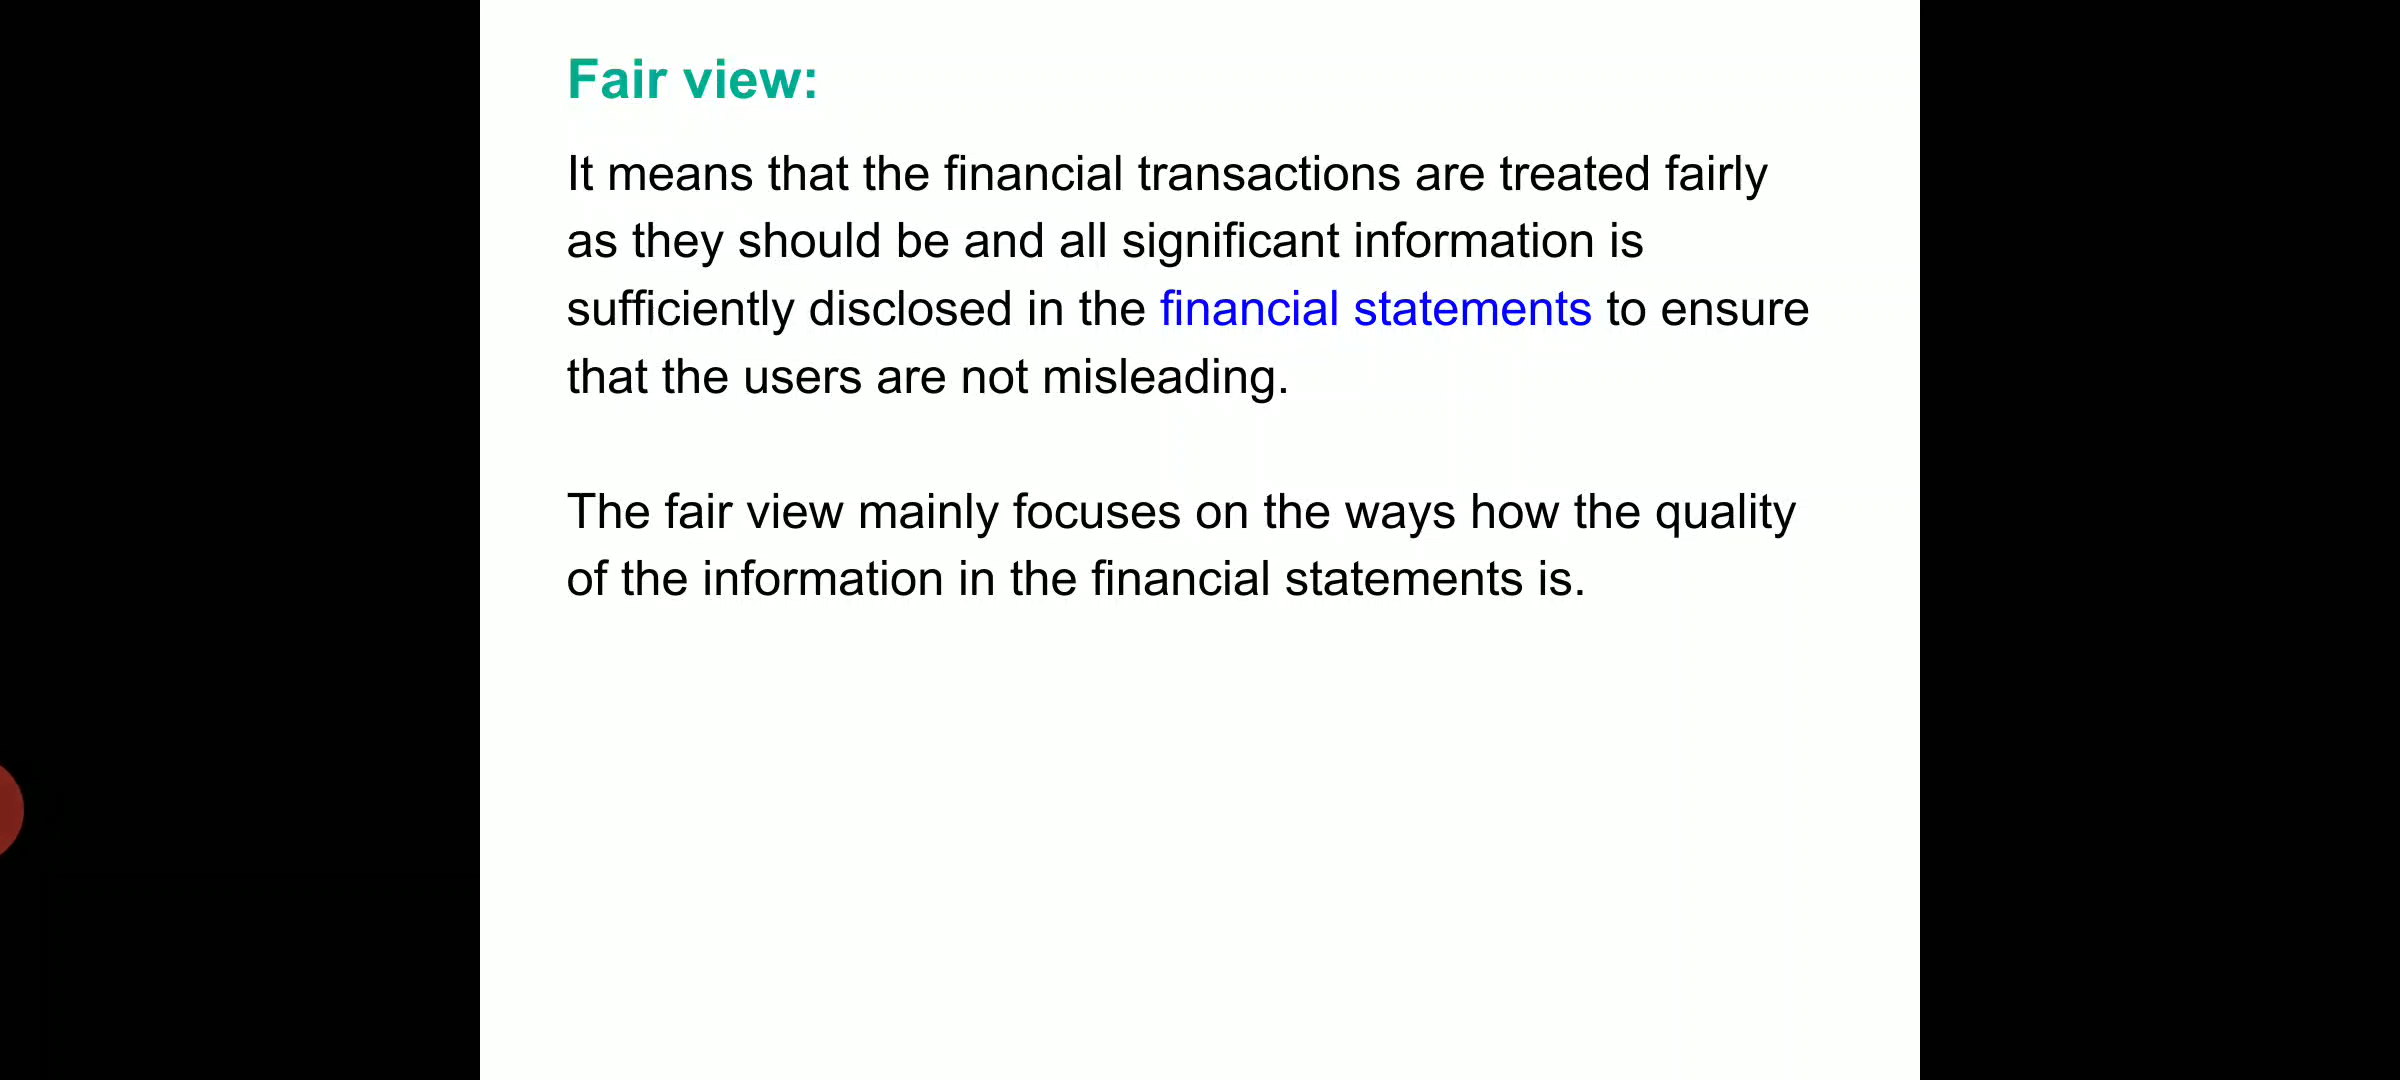 Fair view:
It means that the financial transactions are treated fairly
as they should be and all significant information is
sufficiently disclosed in the financial statements to ensure
that the users are not misleading.
The fair view mainly focuses on the ways how the quality
of the information in the financial statements is.